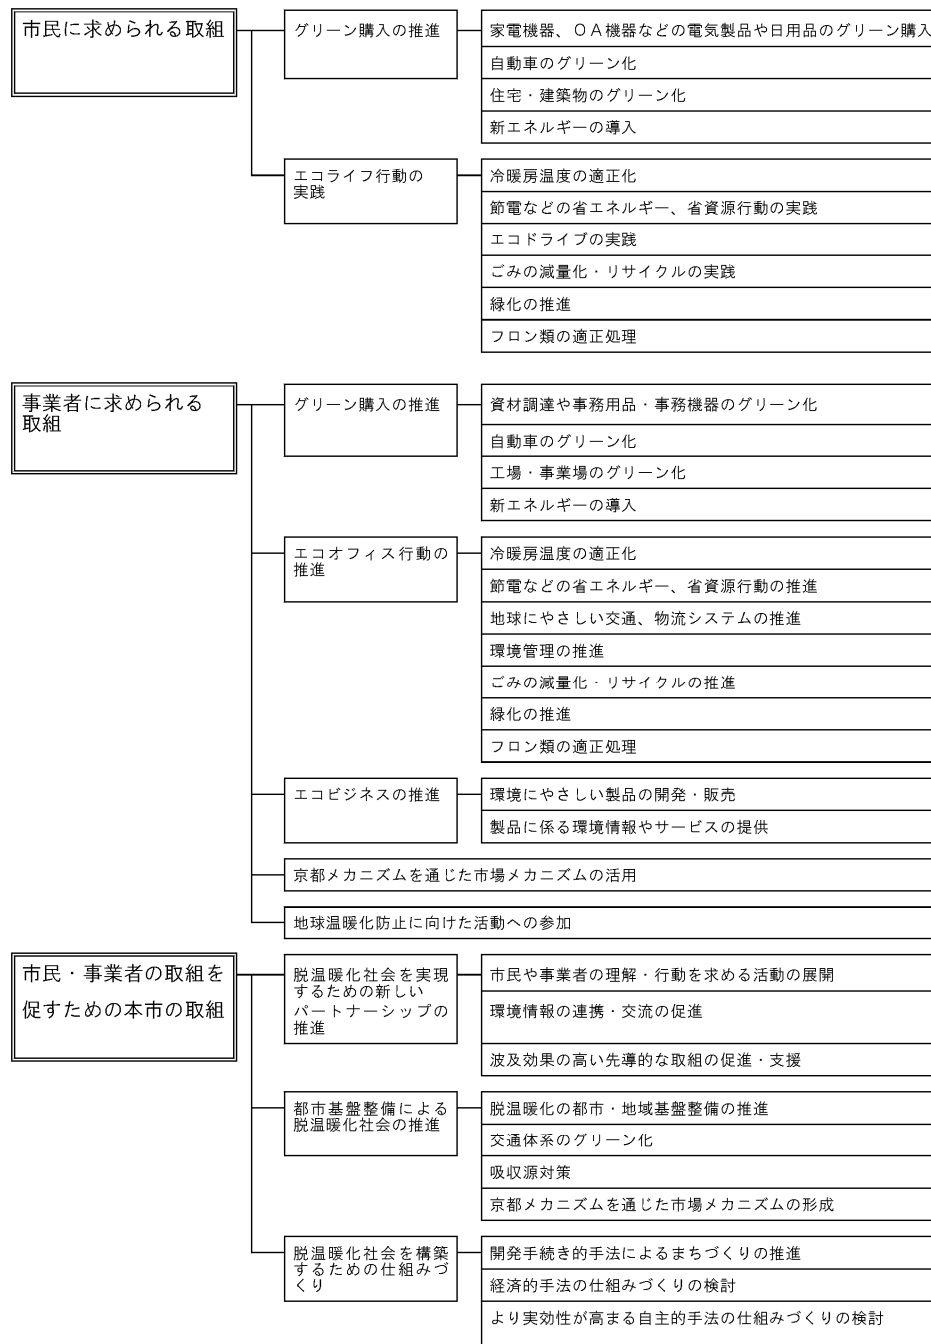 市民に求められる取組
グリーン購入の推進
家電機器、ＯＡ機器などの電気製品や日用品のグリーン購入
自動車のグリーン化
住宅・建築物のグリーン化
新エネルギーの導入
エコライフ行動の
実践
冷暖房温度の適正化
節電などの省エネルギー、省資源行動の実践
エコドライブの実践
ごみの減量化・リサイクルの実践
緑化の推進
フロン類の適正処理
事業者に求められる
取組
グリーン購入の推進
資材調達や事務用品・事務機器のグリーン化
自動車のグリーン化
工場・事業場のグリーン化
新エネルギーの導入
エコオフィス行動の
推進
冷暖房温度の適正化
節電などの省エネルギー、省資源行動の推進
地球にやさしい交通、物流システムの推進
環境管理の推進
ごみの減量化・リサイクルの推進
緑化の推進
フロン類の適正処理
エコビジネスの推進
環境にやさしい製品の開発・販売
製品に係る環境情報やサービスの提供
京都メカニズムを通じた市場メカニズムの活用
地球温暖化防止に向けた活動への参加
市民・事業者の取組を
促すための本市の取組
脱温暖化社会を実現
するための新しい
パートナーシップの
推進
市民や事業者の理解・行動を求める活動の展開
環境情報の連携・交流の促進
波及効果の高い先導的な取組の促進・支援
都市基盤整備による
脱温暖化社会の推進
脱温暖化の都市・地域基盤整備の推進
交通体系のグリーン化
吸収源対策
京都メカニズムを通じた市場メカニズムの形成
脱温暖化社会を構築
するための仕組みづ
くり
開発手続き的手法によるまちづくりの推進
経済的手法の仕組みづくりの検討
より実効性が高まる自主的手法の仕組みづくりの検討